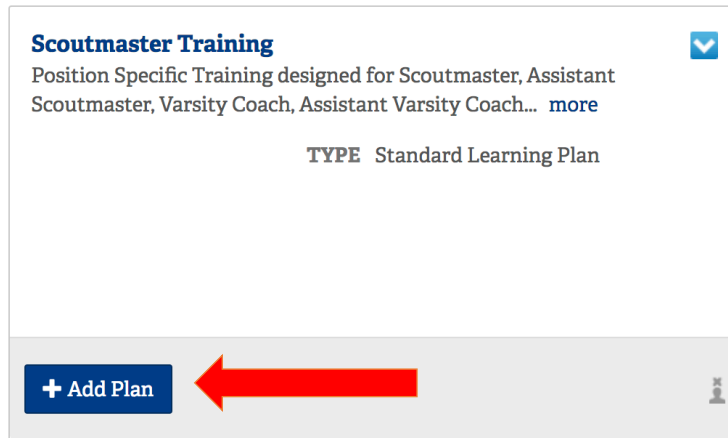 Scoutmaster Training
Position Specific Training designed for Scoutmaster, Assistant
Scoutmaster, Varsity Coach, Assistant Varsity Coach... more
TYPE Standard Learning Plan
+ Add Plan